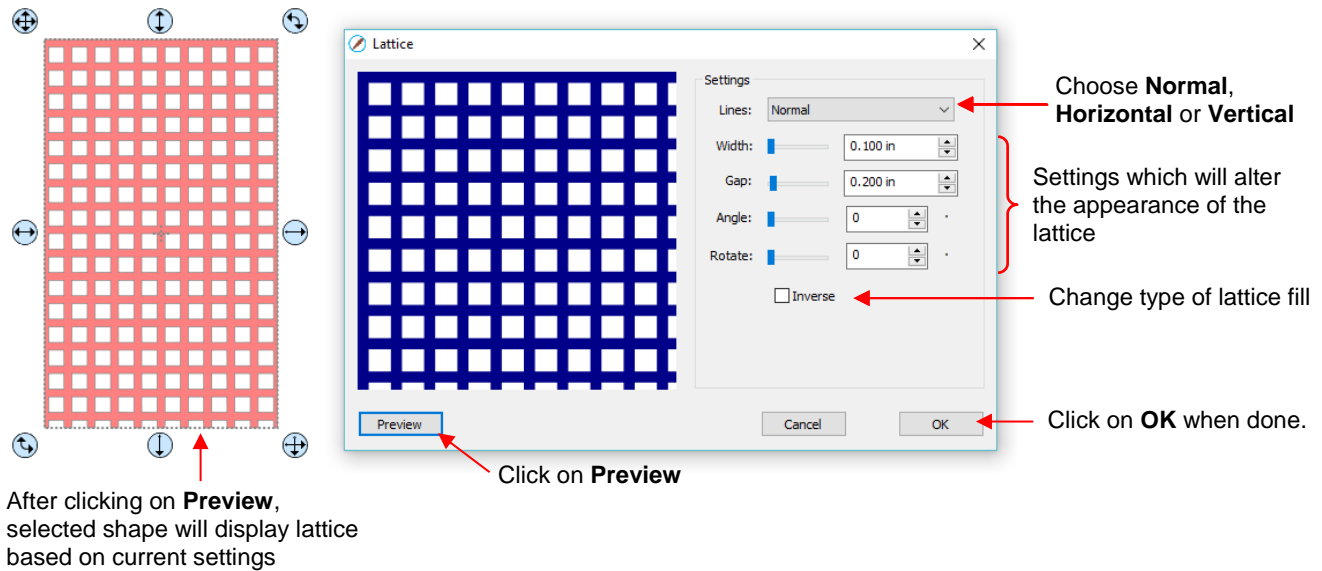 Lattice
Settings
Lines: Normal
Width: 0.100 in
Gap: 0.200 in
Angle: 0 °
Rotate: 0 °
Inverse
Preview
Cancel
OK
Choose Normal,
Horizontal or Vertical
Settings which will alter
the appearance of the
lattice
Change type of lattice fill
Click on OK when done.
Click on Preview
After clicking on Preview,
selected shape will display lattice
based on current settings